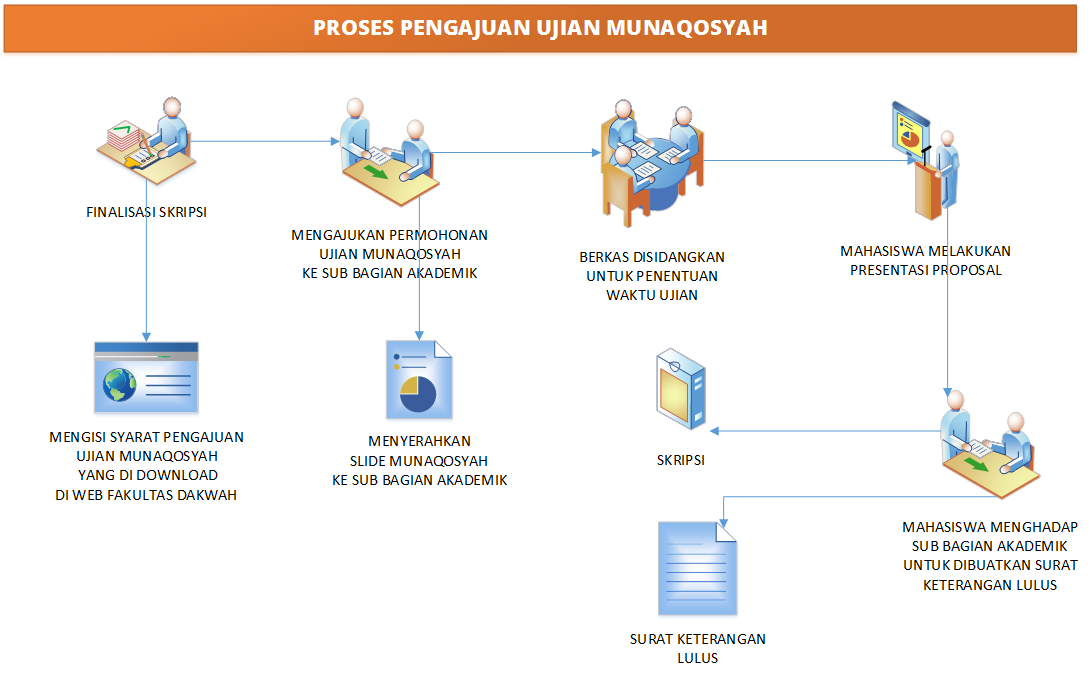 PROSES PENGAJUAN UJIAN MUNAQOSYAH
FINALISASI SKRIPSI
MENGAJUKAN PERMOHONAN
UJIAN MUNAQOSYAH
KE SUB BAGIAN AKADEMIK
BERKAS DISIDANGKAN
UNTUK PENENTUAN
WAKTU UJIAN
MAHASISWA MELAKUKAN
PRESENTASI PROPOSAL
MENGISI SYARAT PENGAJUAN
UJIAN MUNAQOSYAH
YANG DI DOWNLOAD
DI WEB FAKULTAS DAKWAH
MENYERAHKAN
SLIDE MUNAQOSYAH
KE SUB BAGIAN AKADEMIK
SKRIPSI
MAHASISWA MENGHADAP
SUB BAGIAN AKADEMIK
UNTUK DIBUATKAN SURAT
KETERANGAN LULUS
SURAT KETERANGAN
LULUS